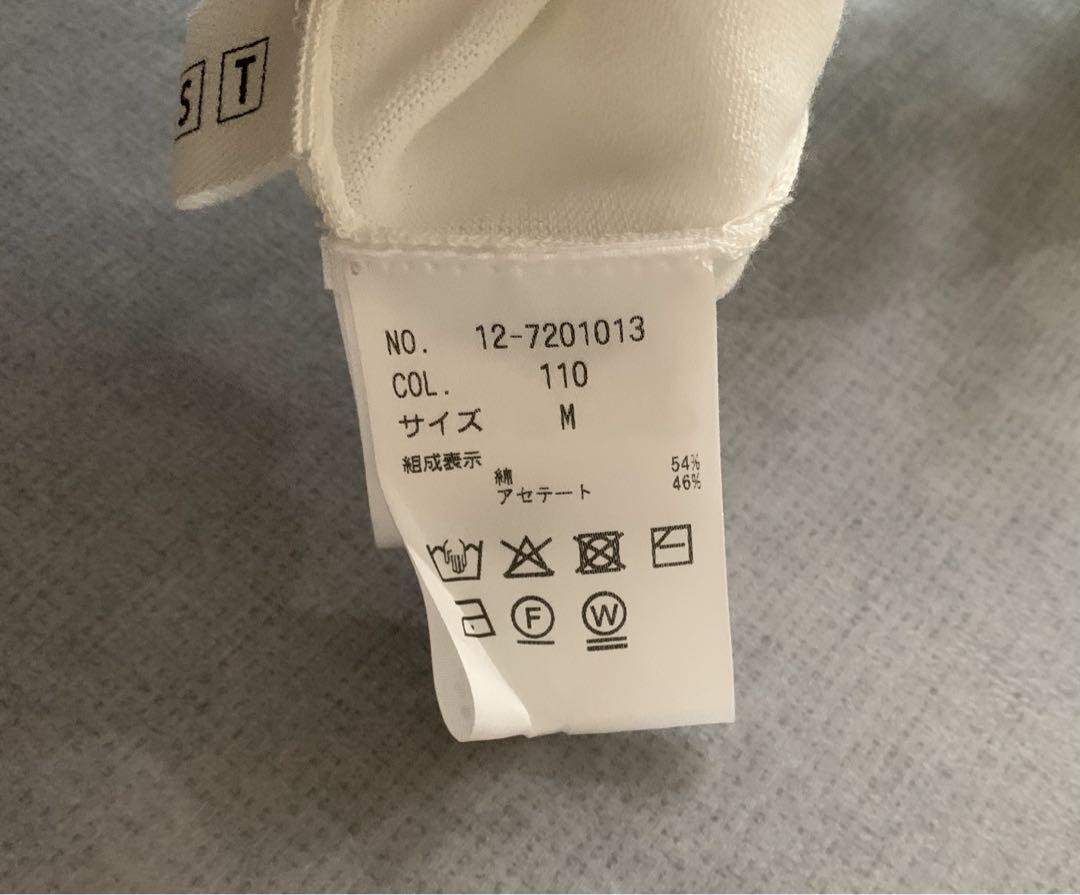 S T
NO. 12-7201013
COL. 110
サイズ M
組成表示
綿 54%
アセテート 46%
F W